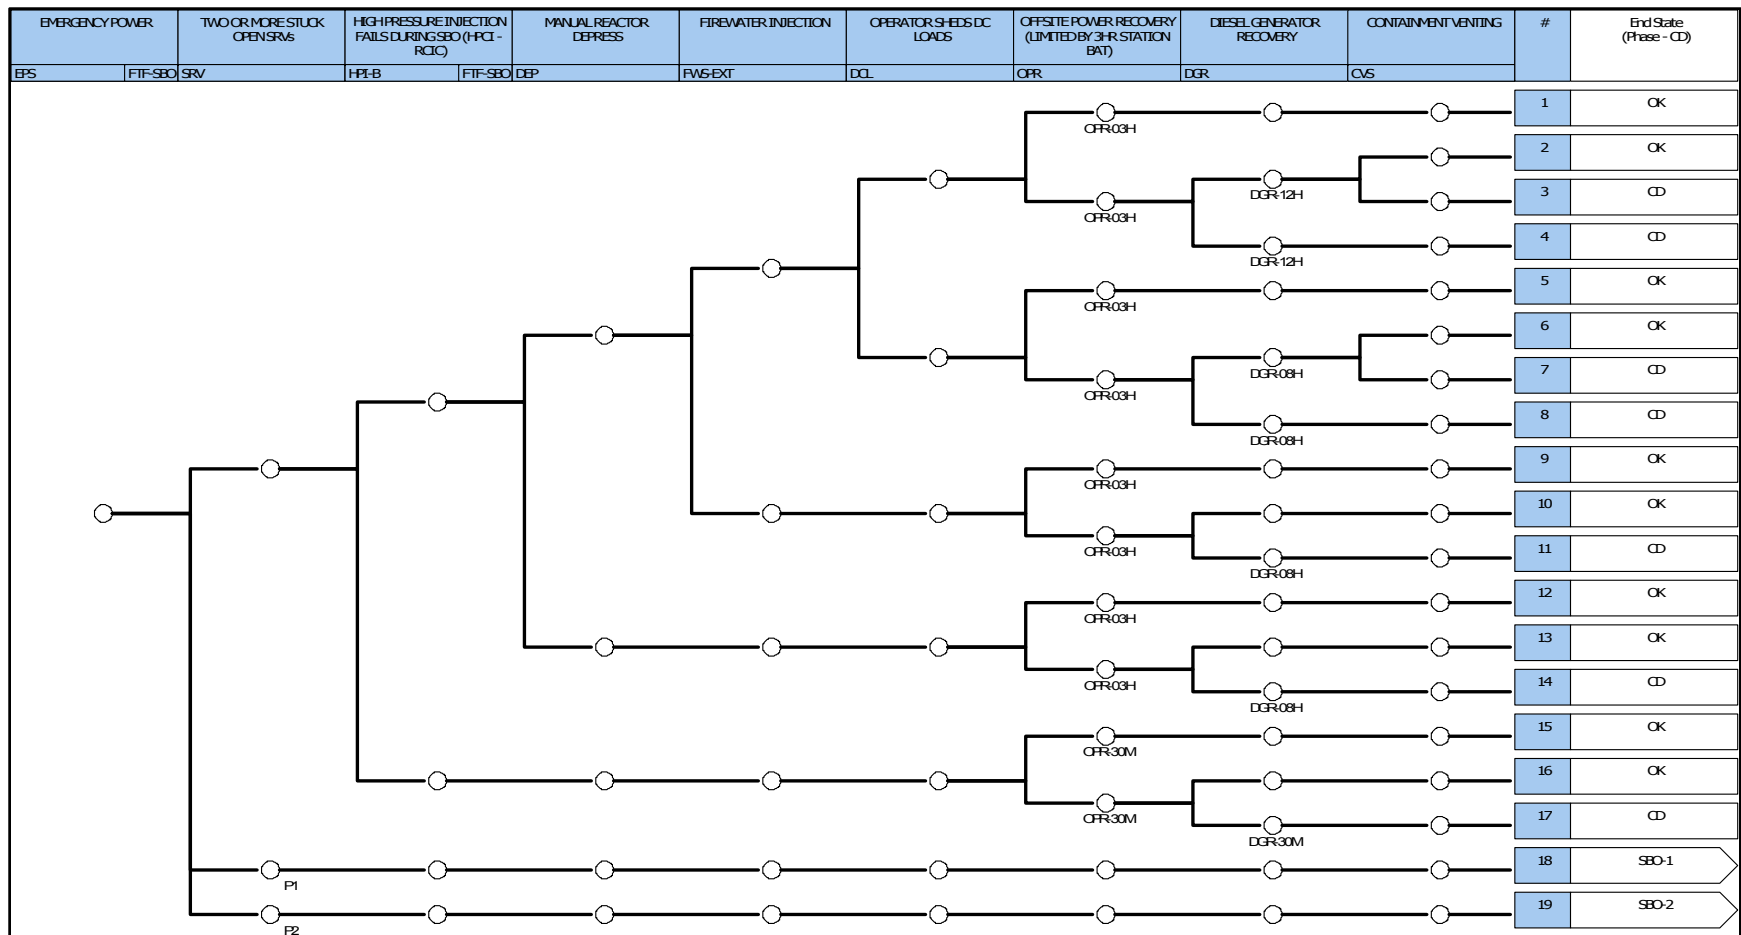 EMERGENCY POWER
TWO OR MORE STUCK
OPEN SRVs
HIGH PRESSURE INJECTION
FAILS DURING SBO (HPCI -
RCIC)
MANUAL REACTOR
DEPRESS
FIREWATER INJECTION
OPERATOR SHEDS DC
LOADS
OFFSITE POWER RECOVERY
(LIMITED BY 3HR STATION
BAT)
DIESEL GENERATOR
RECOVERY
CONTAINMENT VENTING
#
End State
(Phase - CD)
EPS
FTF-SBO
SRV
HPI-B
FTF-SBO
DEP
FWS-EXT
DCL
OPR
DGR
CVS
1
OK
OPR-03H
2
OK
DGR-12H
3
CD
OPR-03H
4
CD
DGR-12H
5
OK
OPR-03H
6
OK
DGR-08H
7
CD
OPR-03H
8
CD
DGR-08H
9
OK
OPR-03H
10
OK
OPR-03H
11
CD
DGR-08H
12
OK
OPR-03H
13
OK
OPR-03H
14
CD
DGR-08H
15
OK
OPR-30M
16
OK
OPR-30M
17
CD
DGR-30M
18
SBO-1
P1
19
SBO-2
P2